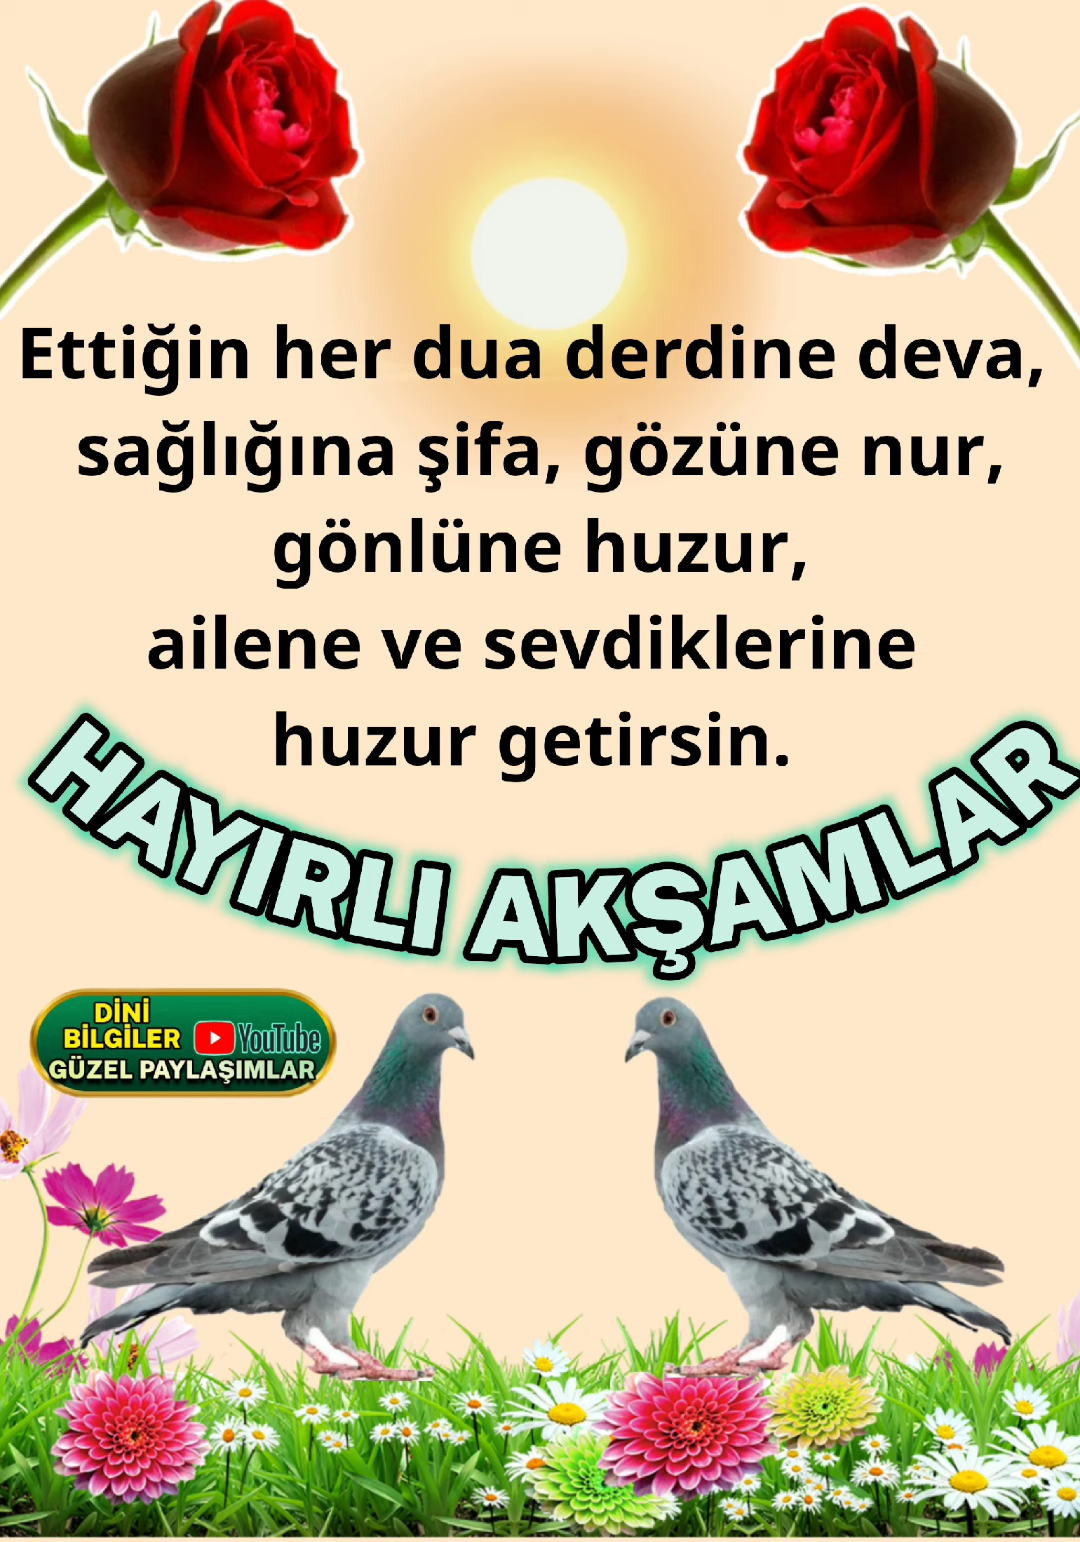 Ettiğin her dua derdine deva,
sağlığına şifa, gözüne nur,
gönlüne huzur,
ailene ve sevdiklerine
huzur getirsin.
HAYIRLI AKŞAMLAR
DİNİ
BİLGİLER YouTube
GÜZEL PAYLAŞIMLAR